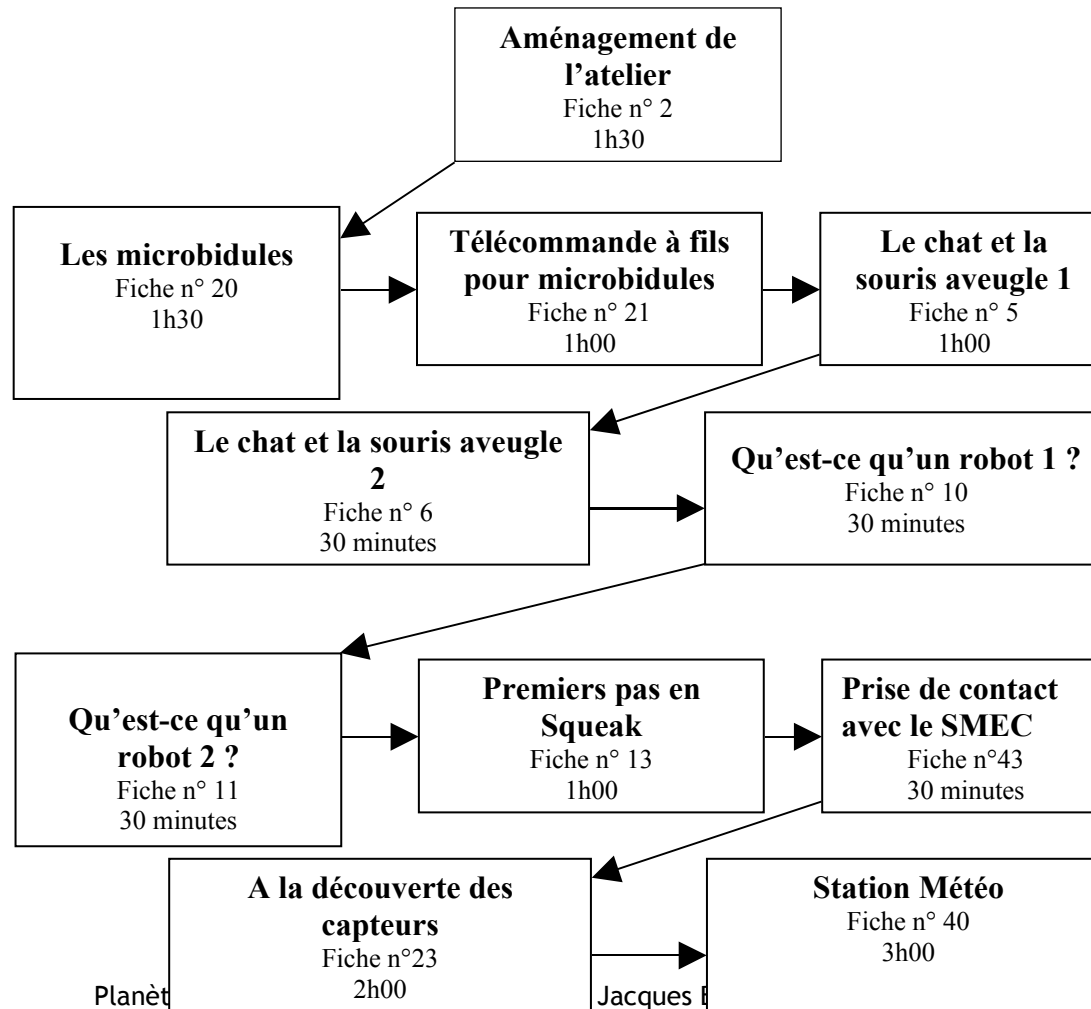 Aménagement de
l’atelier
Fiche n° 2
1h30
Les microbidules
Fiche n° 20
1h30
Télécommande à fils
pour microbidules
Fiche n° 21
1h00
Le chat et la
souris aveugle 1
Fiche n° 5
1h00
Le chat et la souris aveugle
2
Fiche n° 6
30 minutes
Qu’est-ce qu’un robot 1 ?
Fiche n° 10
30 minutes
Qu’est-ce qu’un
robot 2 ?
Fiche n° 11
30 minutes
Premiers pas en
Squeak
Fiche n° 13
1h00
Prise de contact
avec le SMEC
Fiche n°43
30 minutes
A la découverte des
capteurs
Fiche n°23
2h00
Station Météo
Fiche n° 40
3h00
Jacques